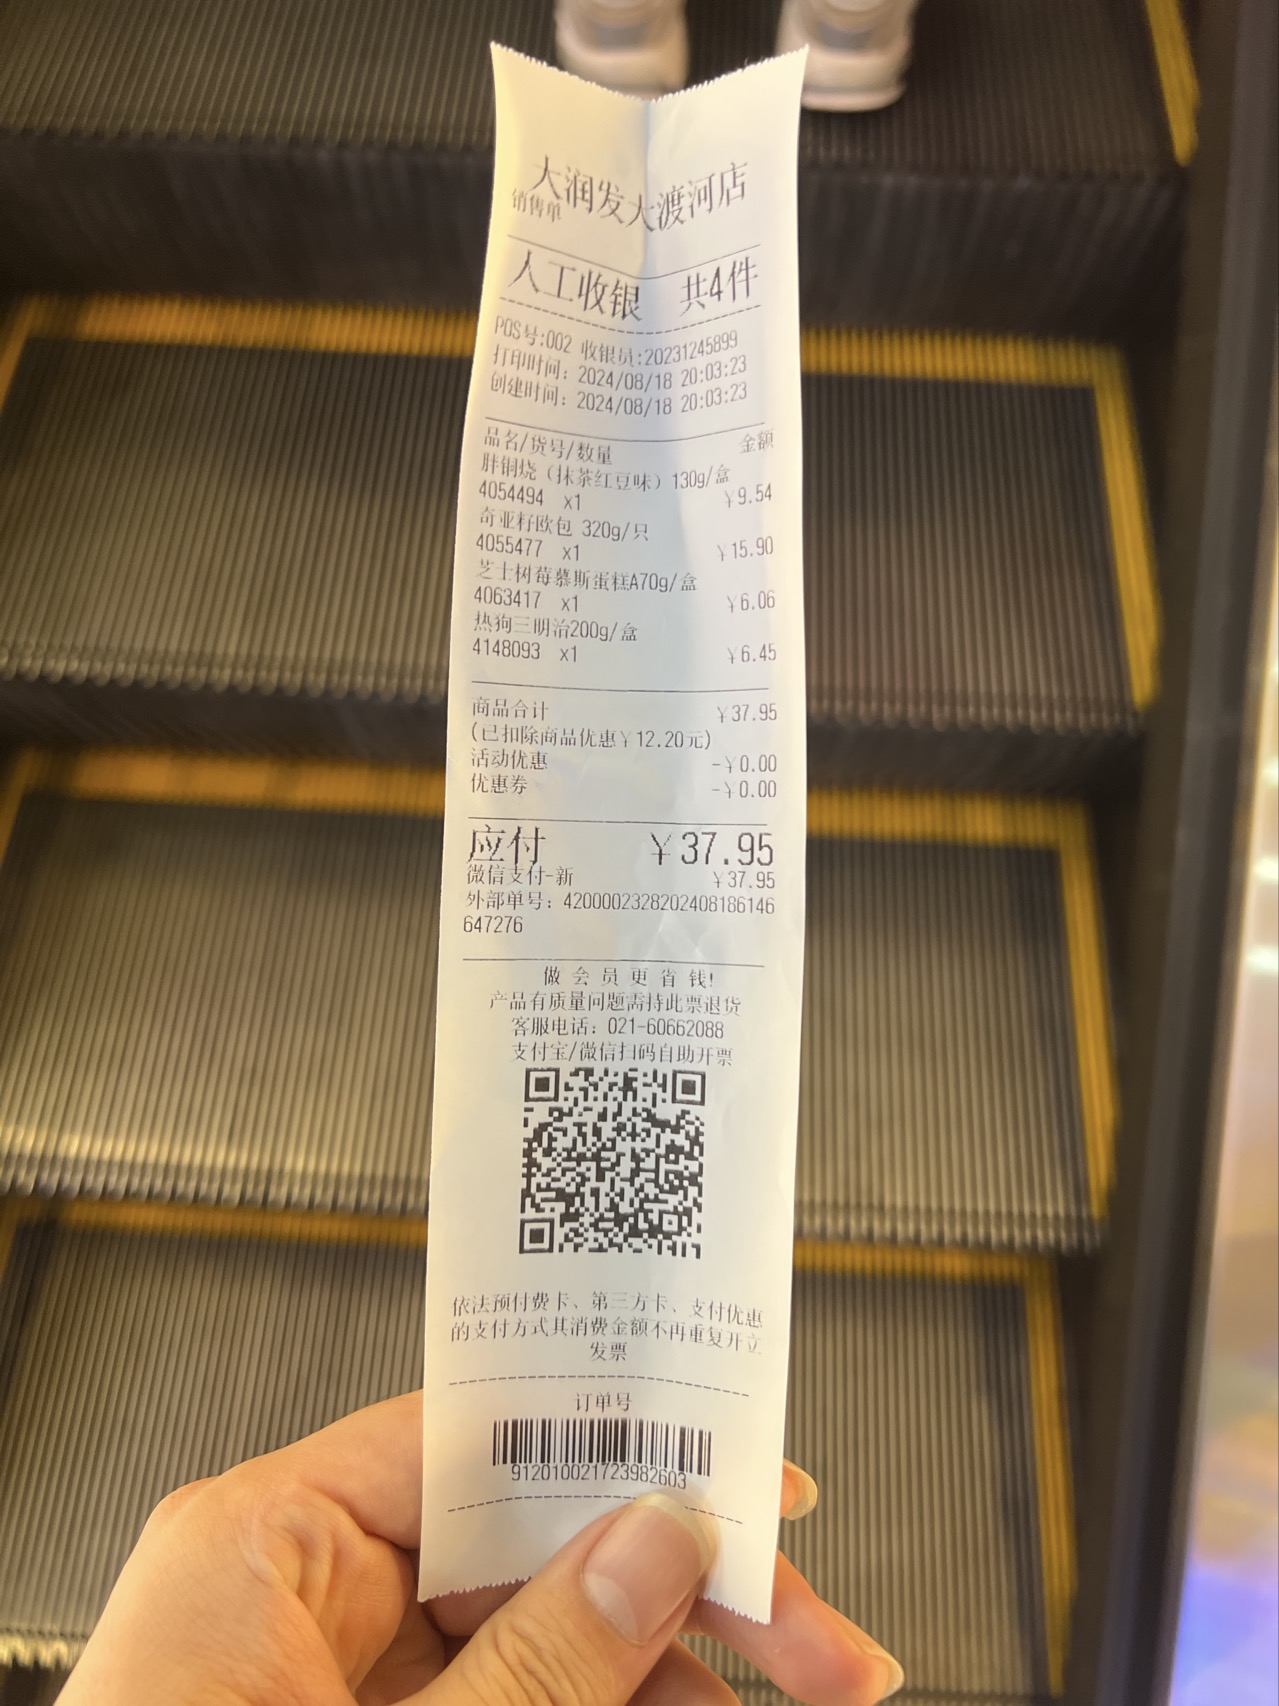 大润发大渡河店
销售单
人工收银 共4件
POS号:002 收银员:20231245899
打印时间: 2024/08/18 20:03:23
创建时间: 2024/08/18 20:03:23
品名/货号/数量 金额
胖铜烧（抹茶红豆味）130g/盒
4054494 x1 ￥9.54
奇亚籽欧包 320g/只
4055477 x1 ￥15.90
芝士树莓慕斯蛋糕A70g/盒
4063417 x1 ￥6.06
热狗三明治200g/盒
4148093 x1 ￥6.45
商品合计 ￥37.95
(已扣除商品优惠￥12.20元)
活动优惠 -￥0.00
优惠券 -￥0.00
应付 ￥37.95
微信支付-新 ￥37.95
外部单号: 4200002328202408186146
647276
做会员更省钱!
产品有质量问题需持此票退货
客服电话: 021-60662088
支付宝/微信扫码自助开票
依法预付费卡、第三方卡、支付优惠
的支付方式其消费金额不再重复开立
发票
订单号
912010021723982603